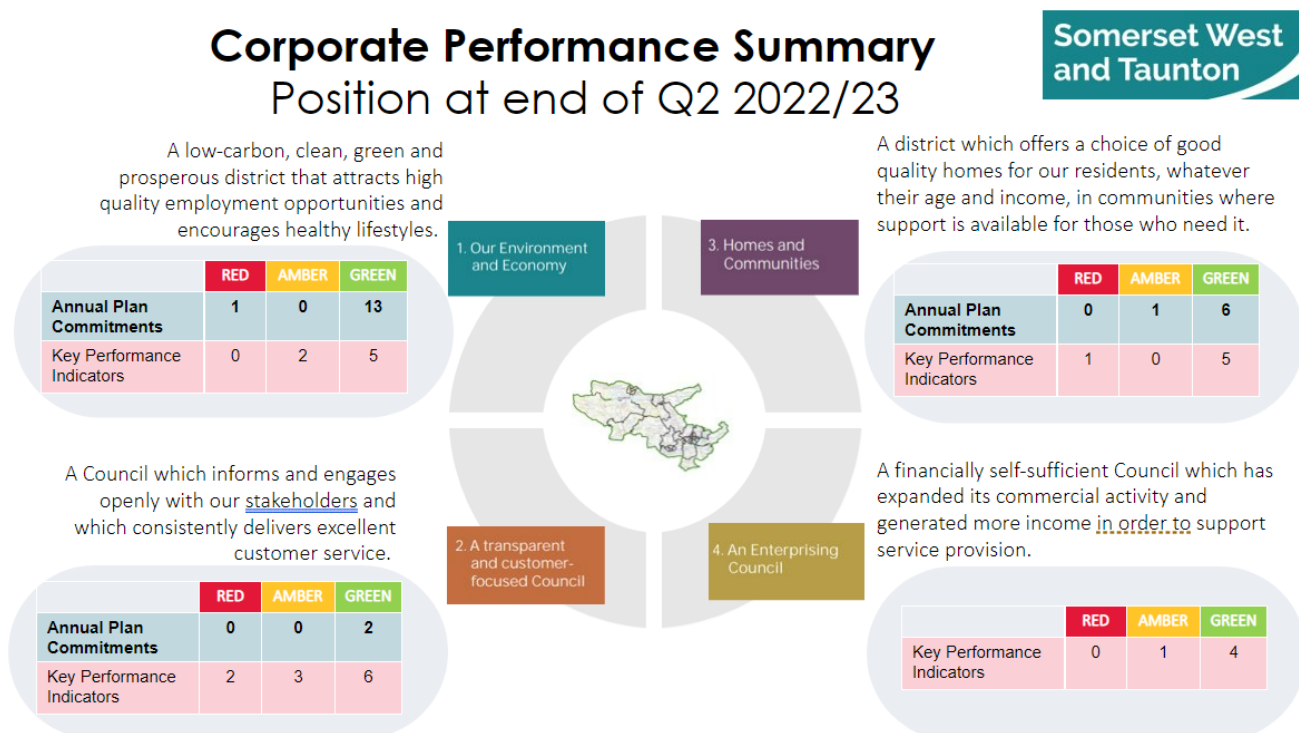 Corporate Performance Summary
Position at end of Q2 2022/23
Somerset West
and Taunton
A low-carbon, clean, green and
prosperous district that attracts high
quality employment opportunities and
encourages healthy lifestyles.
1. Our Environment
and Economy
RED AMBER GREEN
Annual Plan
Commitments 1 0 13
Key Performance
Indicators 0 2 5
A district which offers a choice of good
quality homes for our residents, whatever
their age and income, in communities where
support is available for those who need it.
3. Homes and
Communities
RED AMBER GREEN
Annual Plan
Commitments 0 1 6
Key Performance
Indicators 1 0 5
A Council which informs and engages
openly with our stakeholders and
which consistently delivers excellent
customer service.
2. A transparent
and customer-
focused Council
RED AMBER GREEN
Annual Plan
Commitments 0 0 2
Key Performance
Indicators 2 3 6
A financially self-sufficient Council which has
expanded its commercial activity and
generated more income in order to support
service provision.
4. An Enterprising
Council
RED AMBER GREEN
Key Performance
Indicators 0 1 4